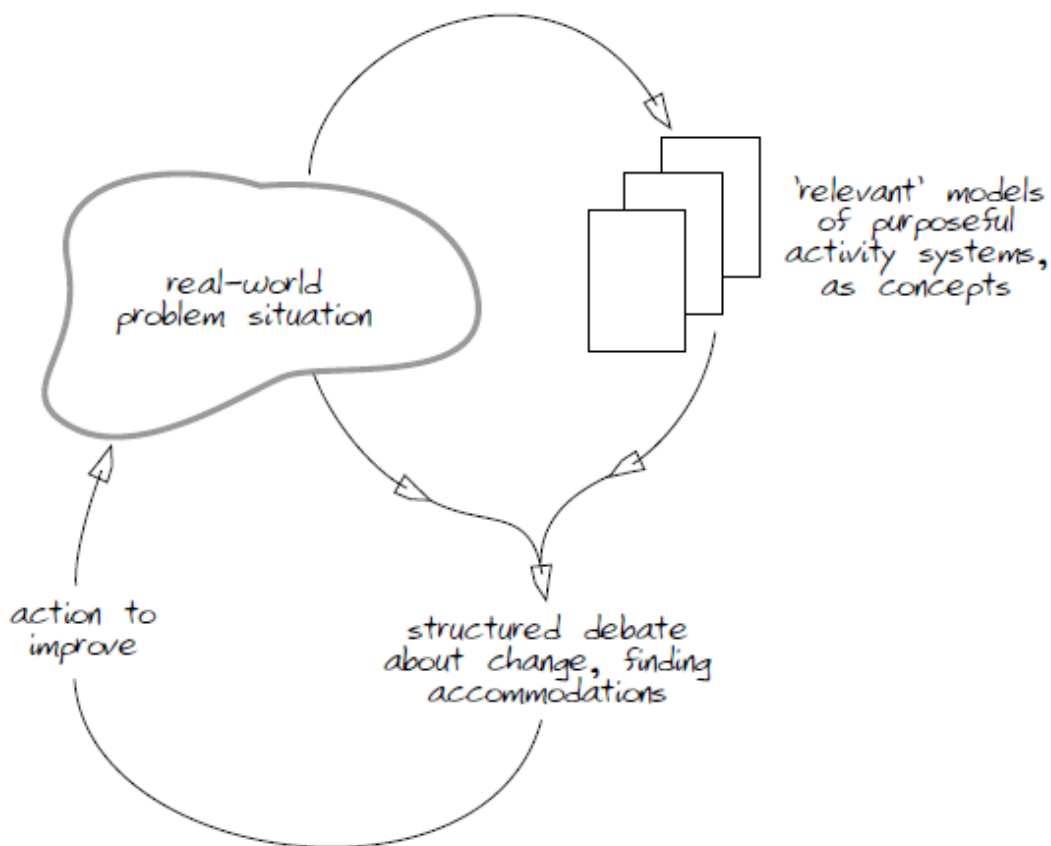 'relevant' models
of purposeful
activity systems,
as concepts
real-world
problem situation
action to
improve
structured debate
about change, finding
accommodations